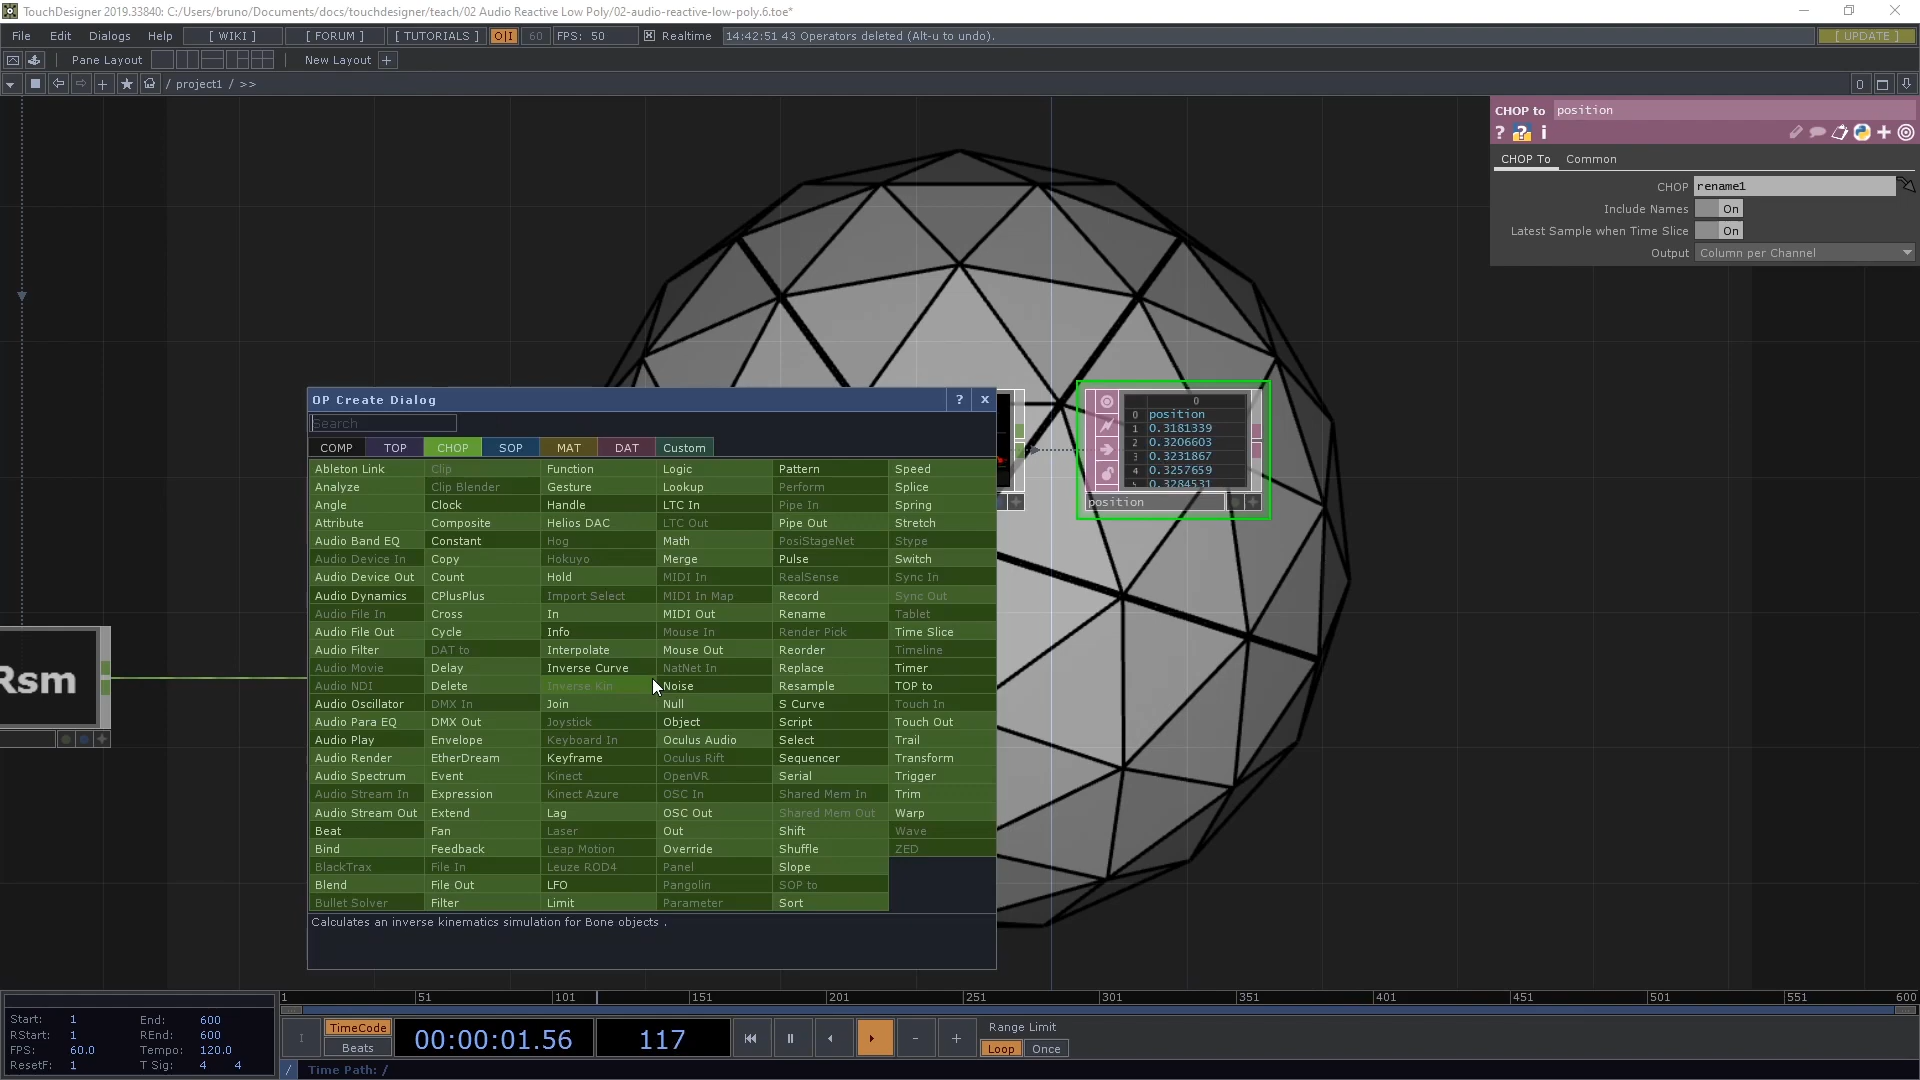 TouchDesigner 2019.33840: C:/Users/bruno/Documents/docs/touchdesigner/teach/02 Audio Reactive Low Poly/02-audio-reactive-low-poly.6.toe*
File Edit Dialogs Help [ WIKI ] [ FORUM ] [ TUTORIALS ] O|I 60 FPS: 50 Realtime 14:42:51 43 Operators deleted (Alt-u to undo). [ UPDATE ]
Pane Layout New Layout +
/ project1 / >> 0
CHOP to position
? ? i
CHOP To Common
CHOP rename1
Include Names On
Latest Sample when Time Slice On
Output Column per Channel
OP Create Dialog ? x
Search
COMP TOP CHOP SOP MAT DAT Custom
Ableton Link Clip Function Logic Pattern Speed
Analyze Clip Blender Gesture Lookup Perform Splice
Angle Clock Handle LTC In Pipe In Spring
Attribute Composite Helios DAC LTC Out Pipe Out Stretch
Audio Band EQ Constant Hog Math PosiStageNet Stype
Audio Device In Copy Hokuyo Merge Pulse Switch
Audio Device Out Count Hold MIDI In RealSense Sync In
Audio Dynamics CPlusPlus Import Select MIDI In Map Record Sync Out
Audio File In Cross In MIDI Out Rename Tablet
Audio File Out Cycle Info Mouse In Render Pick Time Slice
Audio Filter DAT to Interpolate Mouse Out Reorder Timeline
Audio Movie Delay Inverse Curve NatNet In Replace Timer
Audio NDI Delete Inverse Kin Noise Resample TOP to
Audio Oscillator DMX In Join Null S Curve Touch In
Audio Para EQ DMX Out Joystick Object Script Touch Out
Audio Play Envelope Keyboard In Oculus Audio Select Trail
Audio Render EtherDream Keyframe Oculus Rift Sequencer Transform
Audio Spectrum Event Kinect OpenVR Serial Trigger
Audio Stream In Expression Kinect Azure OSC In Shared Mem In Trim
Audio Stream Out Extend Lag OSC Out Shared Mem Out Warp
Beat Fan Laser Out Shift Wave
Bind Feedback Leap Motion Override Shuffle ZED
BlackTrax File In Leuze ROD4 Panel Slope
Blend File Out LFO Pangolin SOP to
Bullet Solver Filter Limit Parameter Sort
Calculates an inverse kinematics simulation for Bone objects .
0
0 position
1 0.3181339
2 0.3206603
3 0.3231867
4 0.3257659
0.3284531
position
Rsm
1 51 101 151 201 251 301 351 401 451 501 551 600
Start: 1 End: 600
RStart: 1 REnd: 600
FPS: 60.0 Tempo: 120.0
ResetF: 1 T Sig: 4 4
TimeCode
Beats
00:00:01.56 117
- +
Range Limit
Loop Once
/ Time Path: /